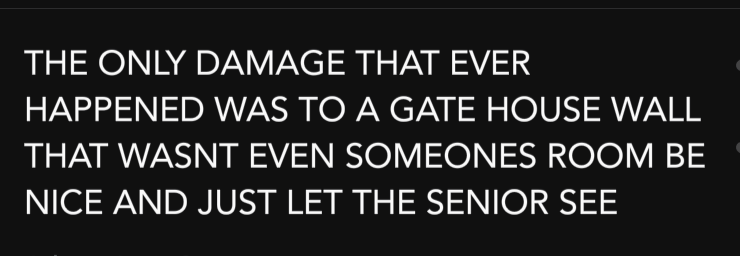 THE ONLY DAMAGE THAT EVER
HAPPENED WAS TO A GATE HOUSE WALL
THAT WASNT EVEN SOMEONES ROOM BE
NICE AND JUST LET THE SENIOR SEE